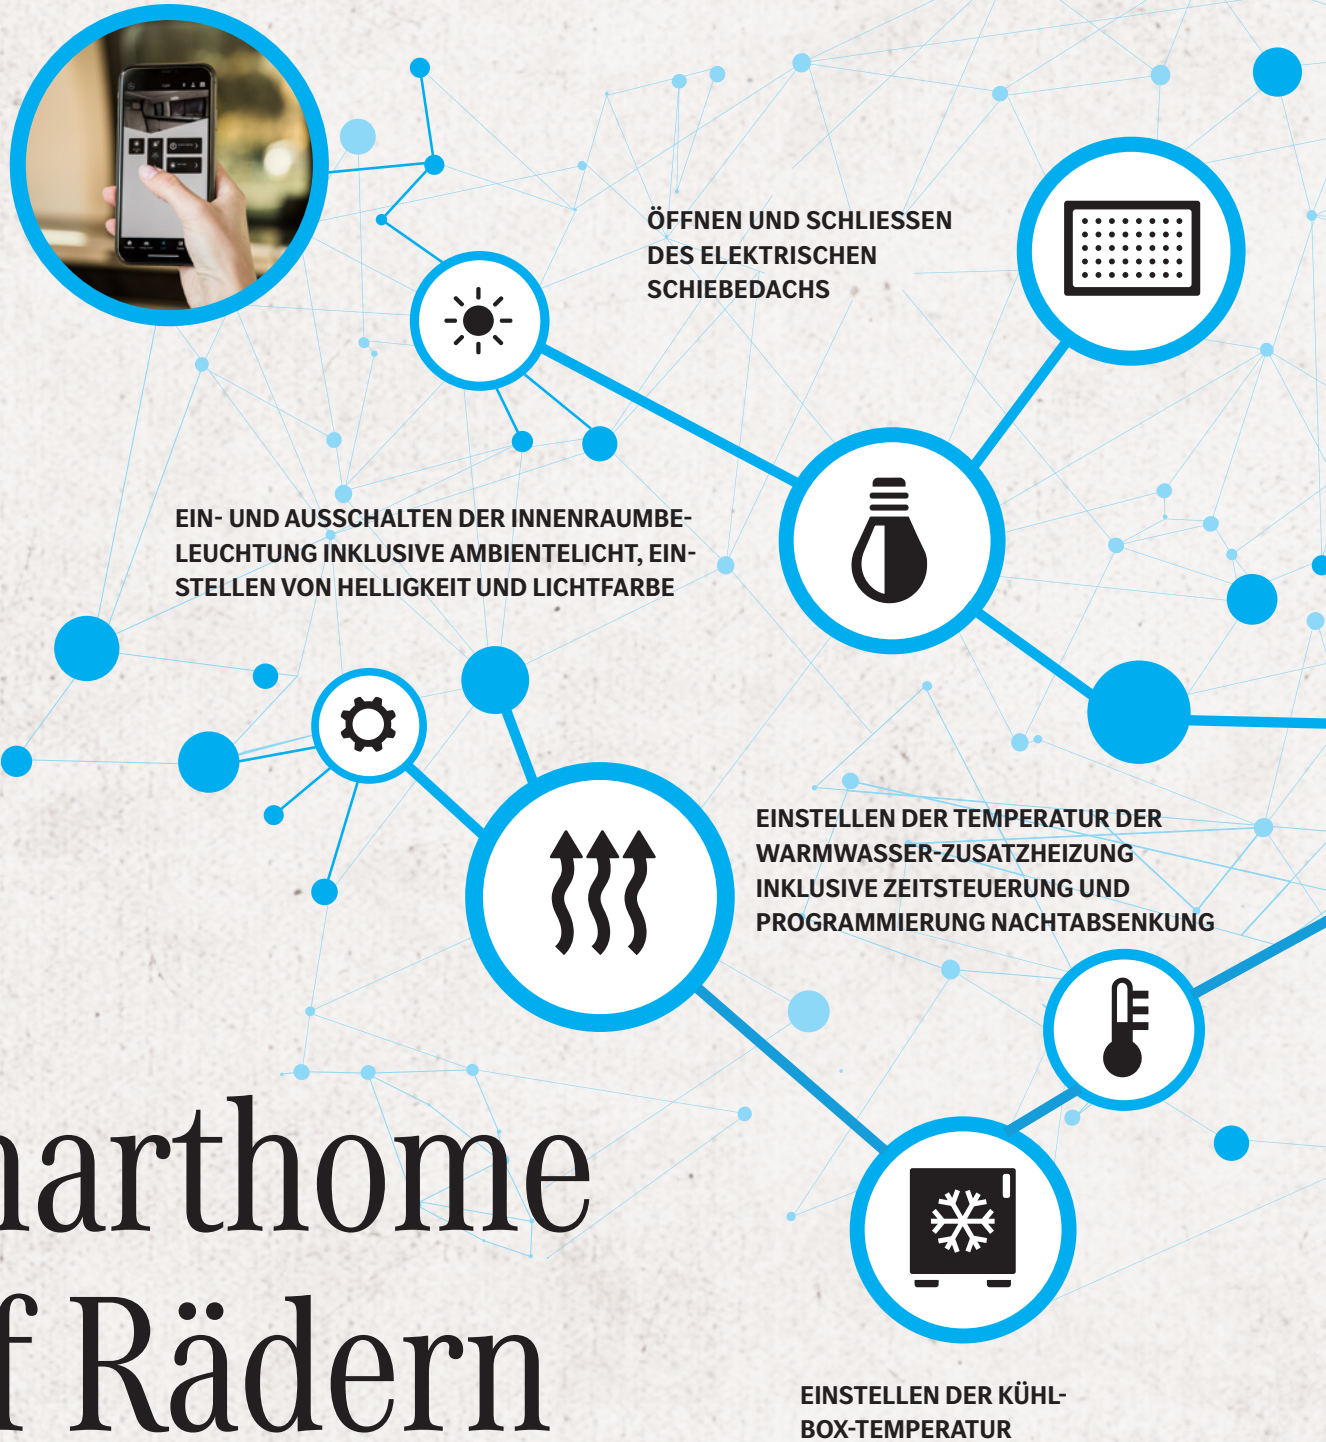 ÖFFNEN UND SCHLIESSEN
DES ELEKTRISCHEN
SCHIEBEDACHS
EIN- UND AUSSCHALTEN DER INNENRAUMBE-
LEUCHTUNG INKLUSIVE AMBIENTELICHT, EIN-
STELLEN VON HELLIGKEIT UND LICHTFARBE
EINSTELLEN DER TEMPERATUR DER
WARMWASSER-ZUSATZHEIZUNG
INKLUSIVE ZEITSTEUERUNG UND
PROGRAMMIERUNG NACHTABSENKUNG
arthome
f Rädern
EINSTELLEN DER KÜHL-
BOX-TEMPERATUR